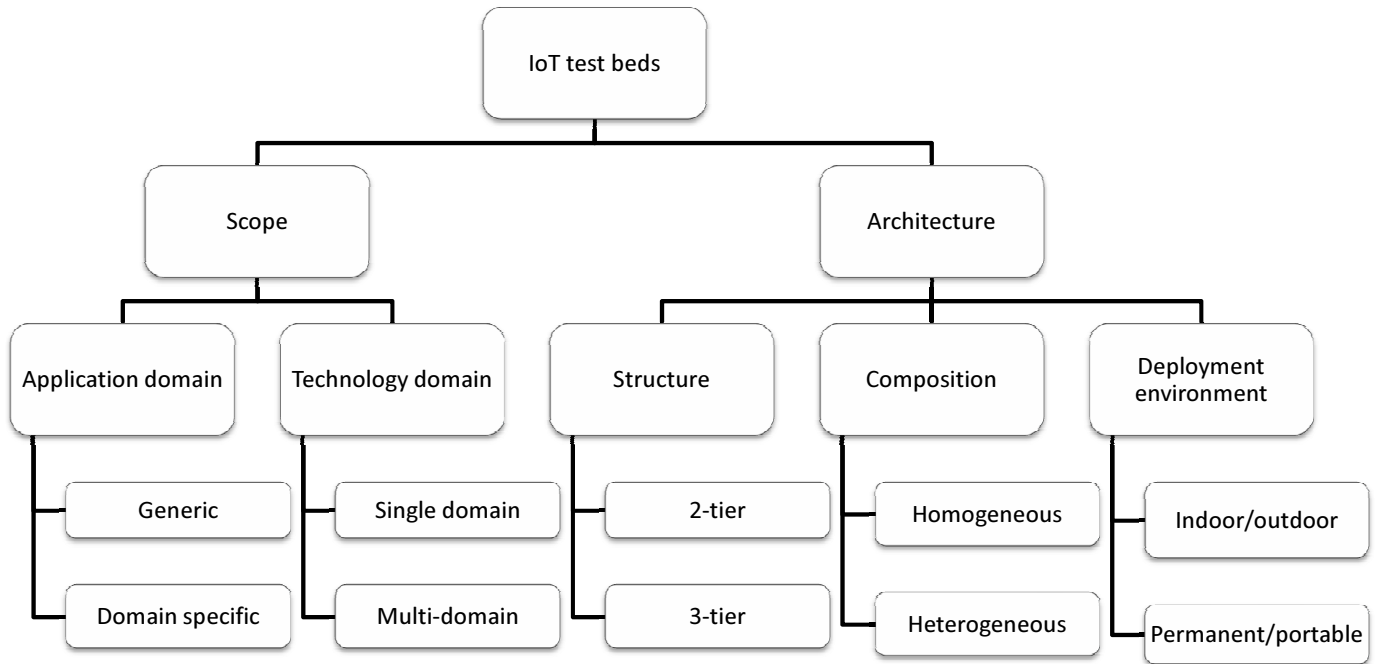 IoT test beds
Scope
Architecture
Application domain
Technology domain
Structure
Composition
Deployment
environment
Generic
Single domain
2-tier
Homogeneous
Indoor/outdoor
Domain specific
Multi-domain
3-tier
Heterogeneous
Permanent/portable